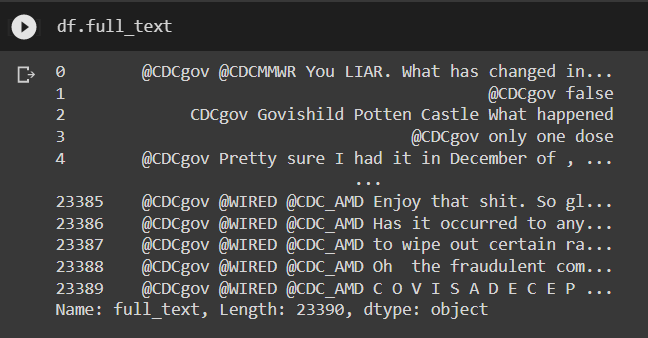 df.full_text
0 @CDCgov @CDCMMWR You LIAR. What has changed in...
1 @CDCgov false
2 CDCgov Govishild Potten Castle What happened
3 @CDCgov only one dose
4 @CDCgov Pretty sure I had it in December of , ...
...
23385 @CDCgov @WIRED @CDC_AMD Enjoy that shit. So gl...
23386 @CDCgov @WIRED @CDC_AMD Has it occurred to any...
23387 @CDCgov @WIRED @CDC_AMD to wipe out certain ra...
23388 @CDCgov @WIRED @CDC_AMD Oh the fraudulent com...
23389 @CDCgov @WIRED @CDC_AMD C O V I S A D E C E P ...
Name: full_text, Length: 23390, dtype: object